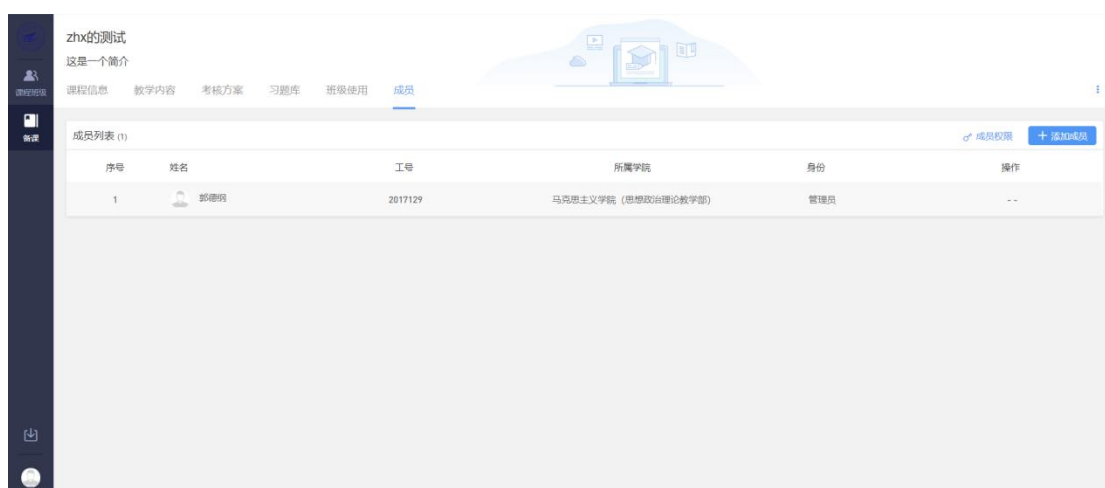 zhx的测试
这是一个简介
课程班级
课程信息 教学内容 考核方案 习题库 班级使用 成员
备课
成员列表 (1) 成员权限 + 添加成员
序号 姓名 工号 所属学院 身份 操作
1 郭德纲 2017129 马克思主义学院（思想政治理论教学部） 管理员 - -